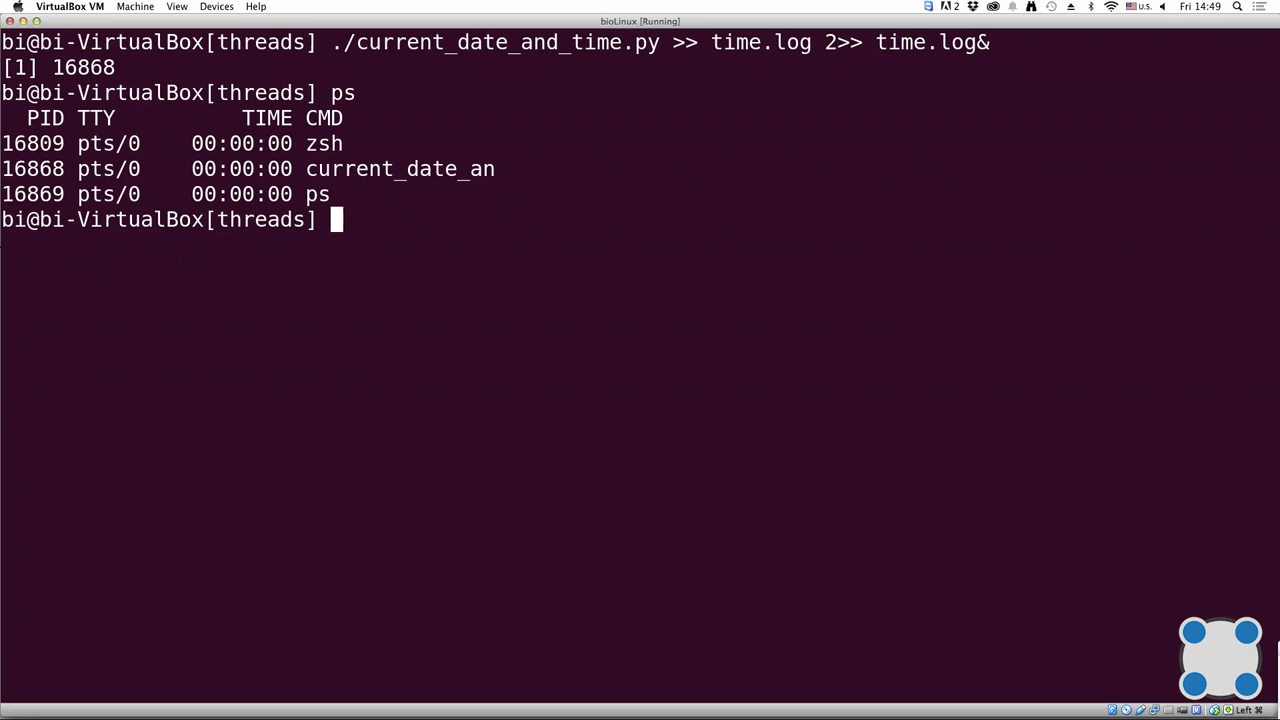 VirtualBox VM Machine View Devices Help 2 U.S. Fri 14:49
bioLinux [Running]
bi@bi-VirtualBox[threads] ./current_date_and_time.py >> time.log 2>> time.log&
[1] 16868
bi@bi-VirtualBox[threads] ps
PID TTY TIME CMD
16809 pts/0 00:00:00 zsh
16868 pts/0 00:00:00 current_date_an
16869 pts/0 00:00:00 ps
bi@bi-VirtualBox[threads]
Left ⌘